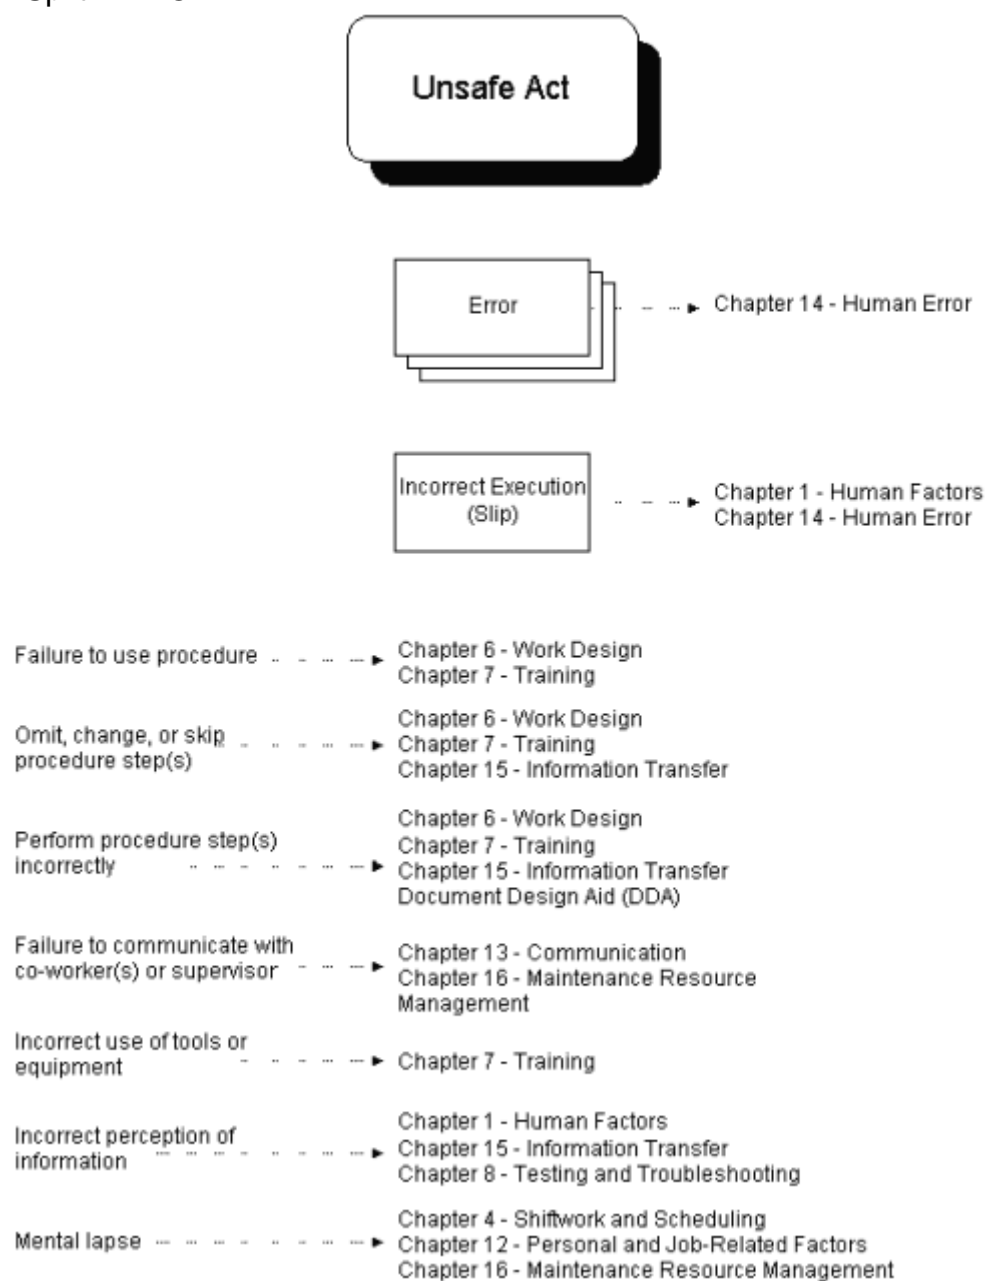 Unsafe Act
Error
Chapter 14 - Human Error
Incorrect Execution
(Slip)
Chapter 1 - Human Factors
Chapter 14 - Human Error
Failure to use procedure
Chapter 6 - Work Design
Chapter 7 - Training
Omit, change, or skip
procedure step(s)
Chapter 6 - Work Design
Chapter 7 - Training
Chapter 15 - Information Transfer
Perform procedure step(s)
incorrectly
Chapter 6 - Work Design
Chapter 7 - Training
Chapter 15 - Information Transfer
Document Design Aid (DDA)
Failure to communicate with
co-worker(s) or supervisor
Chapter 13 - Communication
Chapter 16 - Maintenance Resource
Management
Incorrect use of tools or
equipment
Chapter 7 - Training
Incorrect perception of
information
Chapter 1 - Human Factors
Chapter 15 - Information Transfer
Chapter 8 - Testing and Troubleshooting
Mental lapse
Chapter 4 - Shiftwork and Scheduling
Chapter 12 - Personal and Job-Related Factors
Chapter 16 - Maintenance Resource Management